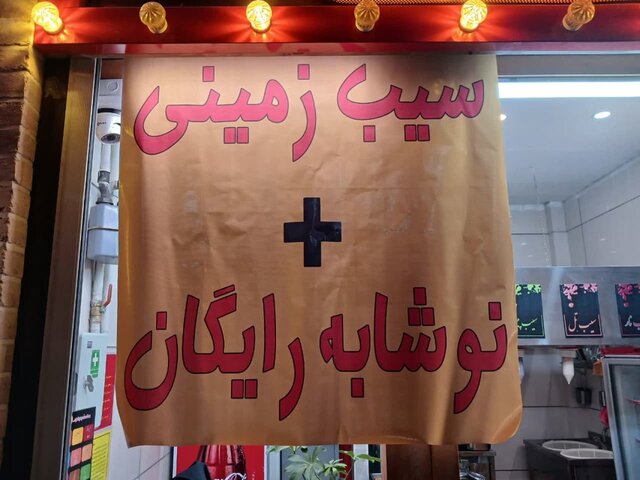 سیب زمینی
+
نوشابه رایگان